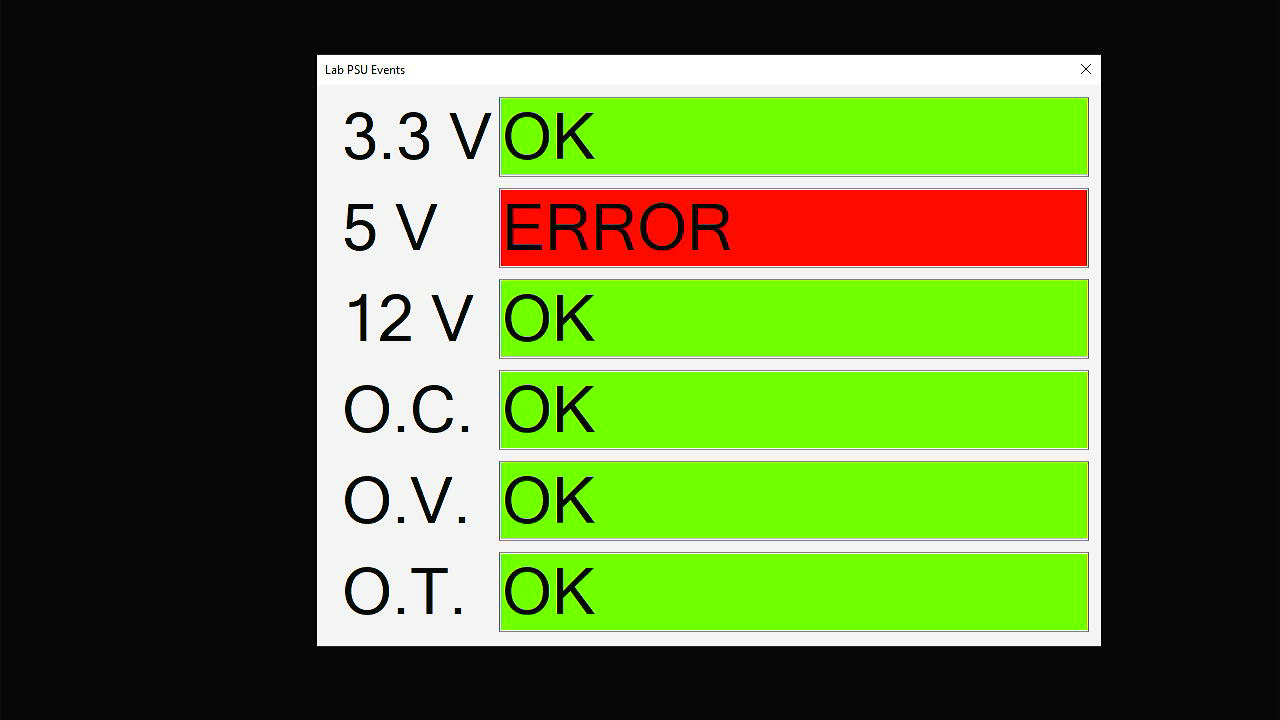 Lab PSU Events
3.3 V OK
5 V ERROR
12 V OK
O.C. OK
O.V. OK
O.T. OK